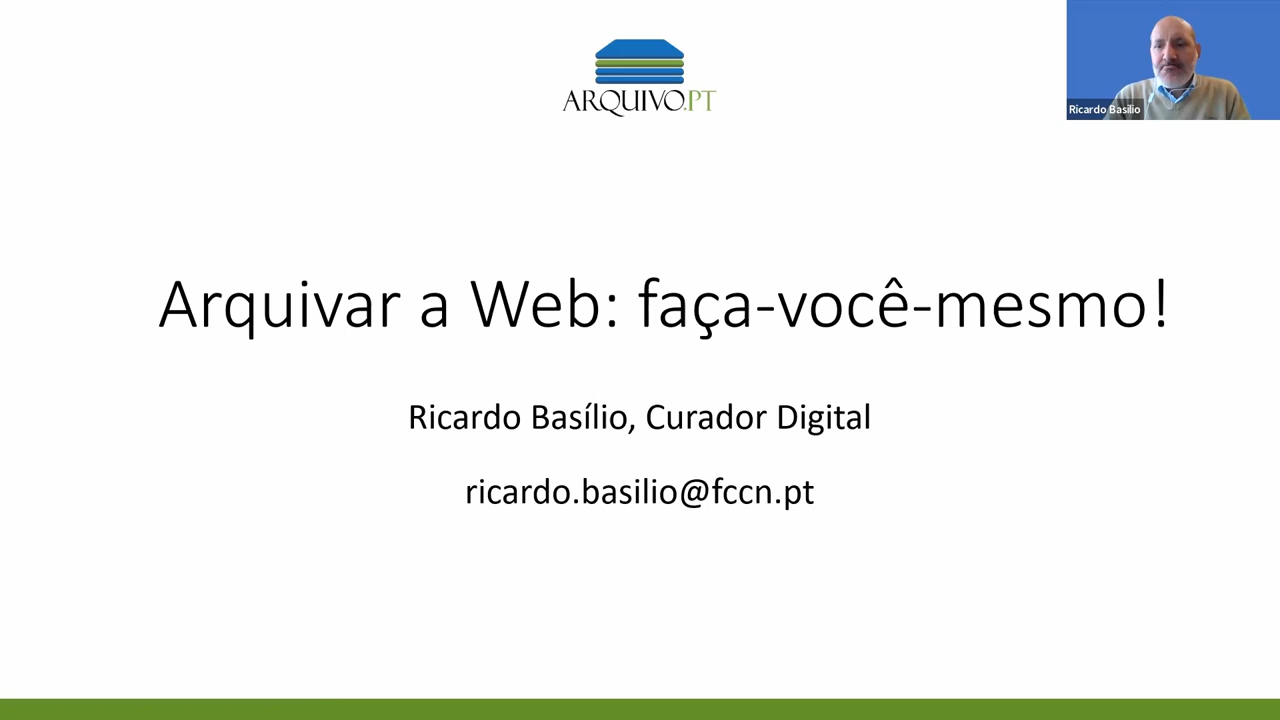 ARQUIVO.PT
Ricardo Basilio
Arquivar a Web: faça-você-mesmo!
Ricardo Basílio, Curador Digital
ricardo.basilio@fccn.pt